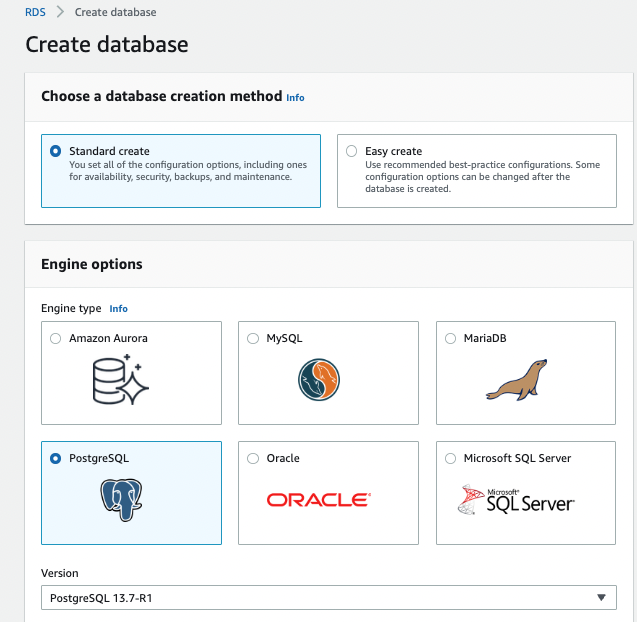 RDS > Create database
Create database
Choose a database creation method Info
Standard create
You set all of the configuration options, including ones
for availability, security, backups, and maintenance.
Easy create
Use recommended best-practice configurations. Some
configuration options can be changed after the
database is created.
Engine options
Engine type Info
Amazon Aurora
MySQL
MariaDB
PostgreSQL
Oracle
ORACLE
Microsoft SQL Server
Microsoft®
SQL Server
Version
PostgreSQL 13.7-R1